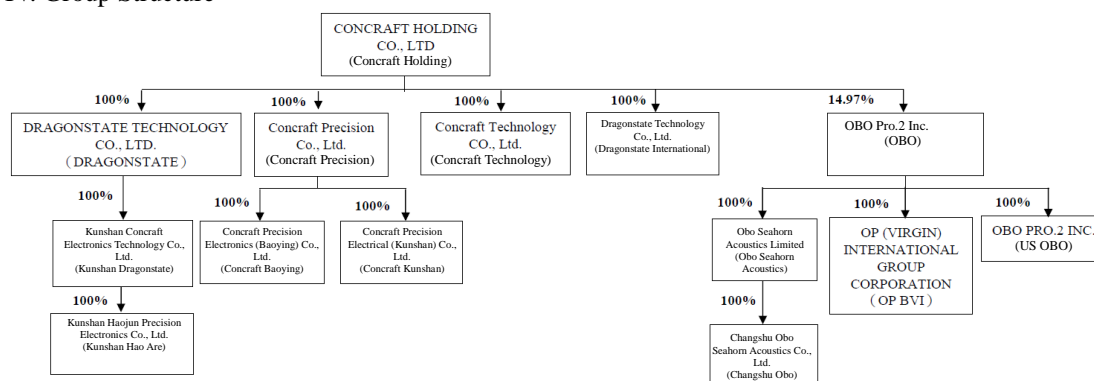 IV. Group Structure
CONCRAFT HOLDING
CO., LTD
(Concraft Holding)
100%
100%
100%
100%
14.97%
DRAGONSTATE TECHNOLOGY
CO., LTD.
( DRAGONSTATE )
Concraft Precision
Co., Ltd.
(Concraft Precision)
Concraft Technology
CO., Ltd.
(Concraft Technology)
Dragonstate Technology
Co., Ltd.
(Dragonstate International)
OBO Pro.2 Inc.
(OBO)
100%
100%
100%
100%
100%
100%
Kunshan Concraft
Electronics Technology Co.,
Ltd.
(Kunshan Dragonstate)
Concraft Precision
Electronics (Baoying) Co.,
Ltd.
(Concraft Baoying)
Concraft Precision
Electrical (Kunshan) Co.,
Ltd.
(Concraft Kunshan)
Obo Seahorn
Acoustics Limited
(Obo Seahorn
Acoustics)
OP (VIRGIN)
INTERNATIONAL
GROUP
CORPORATION
( OP BVI )
OBO PRO.2 INC.
(US OBO)
100%
100%
Kunshan Haojun Precision
Electronics Co., Ltd.
(Kunshan Hao Are)
Changshu Obo
Seahorn Acoustics Co.,
Ltd.
(Changshu Obo)